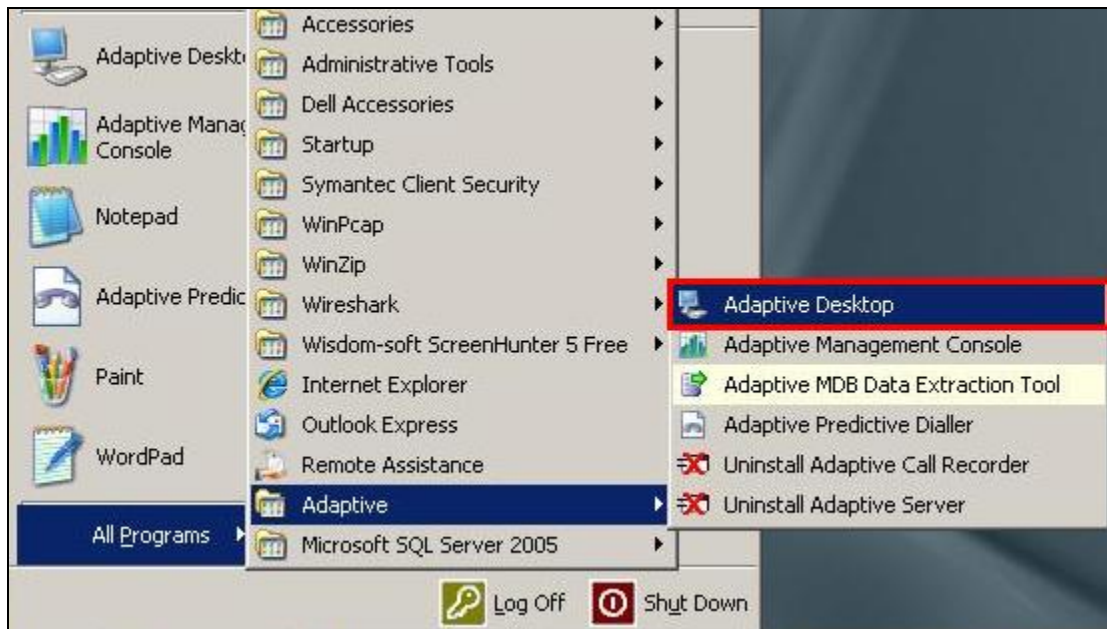 Adaptive Deskt
Adaptive Manag
Console
Notepad
Adaptive Predic
Paint
WordPad
All Programs
Accessories
Administrative Tools
Dell Accessories
Startup
Symantec Client Security
WinPcap
WinZip
Wireshark
Wisdom-soft ScreenHunter 5 Free
Internet Explorer
Outlook Express
Remote Assistance
Adaptive
Microsoft SQL Server 2005
Adaptive Desktop
Adaptive Management Console
Adaptive MDB Data Extraction Tool
Adaptive Predictive Dialler
Uninstall Adaptive Call Recorder
Uninstall Adaptive Server
Log Off
Shut Down